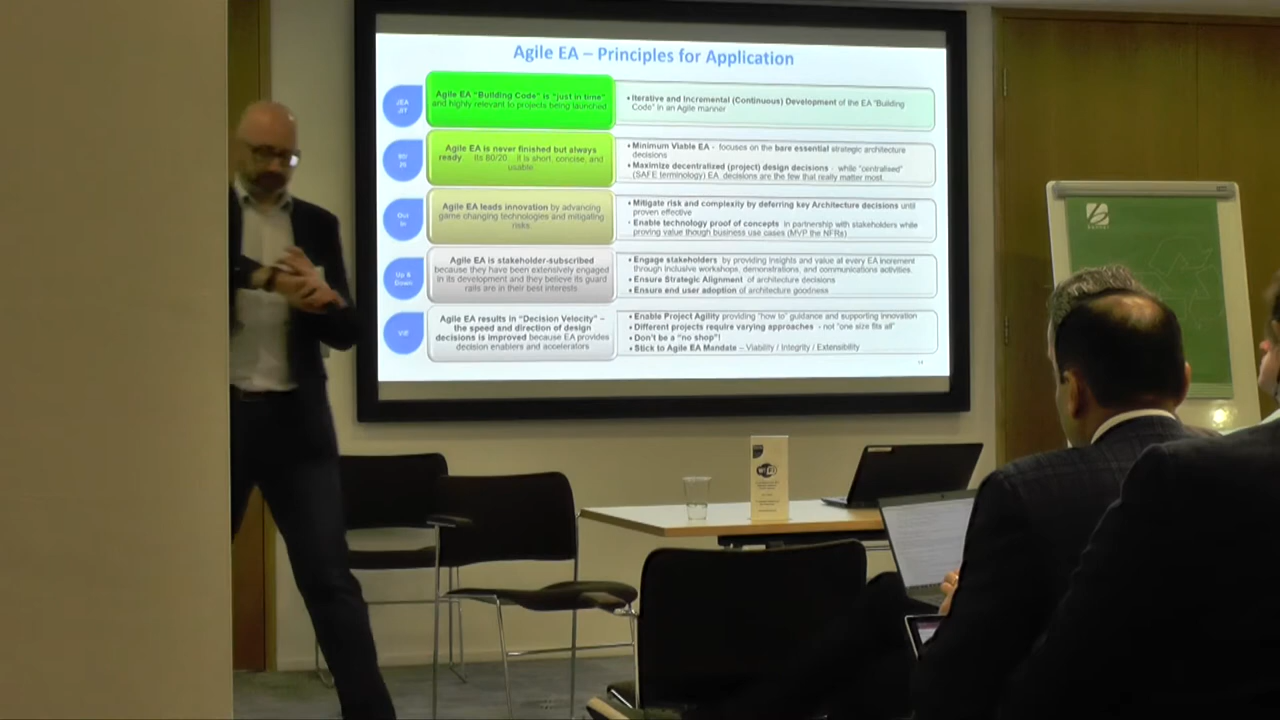 Agile EA – Principles for Application
Agile EA "Building Code" is "just in time"
and highly relevant to projects being launched
• Iterative and Incremental (Continuous) Development of the EA "Building
Code" in an Agile manner
80/
20
Agile EA is never finished but always
ready. Its 80/20. It is short, concise, and
usable.
• Minimum Viable EA - focuses on the bare essential strategic architecture
decisions
• Maximize decentralized (project) design decisions - while "centralised"
(SAFE terminology) EA decisions are the few that really matter most.
Out
In
Agile EA leads innovation by advancing
game changing technologies and mitigating
risks.
• Mitigate risk and complexity by deferring key Architecture decisions until
proven effective
• Enable technology proof of concepts in partnership with stakeholders while
proving value though business use cases (MVP the NFRs)
Up &
Down
Agile EA is stakeholder-subscribed
because they have been extensively engaged
in its development and they believe its guard
rails are in their best interests.
• Engage stakeholders by providing insights and value at every EA increment
through inclusive workshops, demonstrations, and communications activities.
• Ensure Strategic Alignment of architecture decisions
• Ensure end user adoption of architecture goodness
Agile EA results in "Decision Velocity" –
the speed and direction of design
decisions is improved because EA provides
decision enablers and accelerators
• Enable Project Agility providing "how to" guidance and supporting innovation
• Different projects require varying approaches - not "one size fits all"
• Don't be a "no shop"!
• Stick to Agile EA Mandate – Viability / Integrity / Extensibility